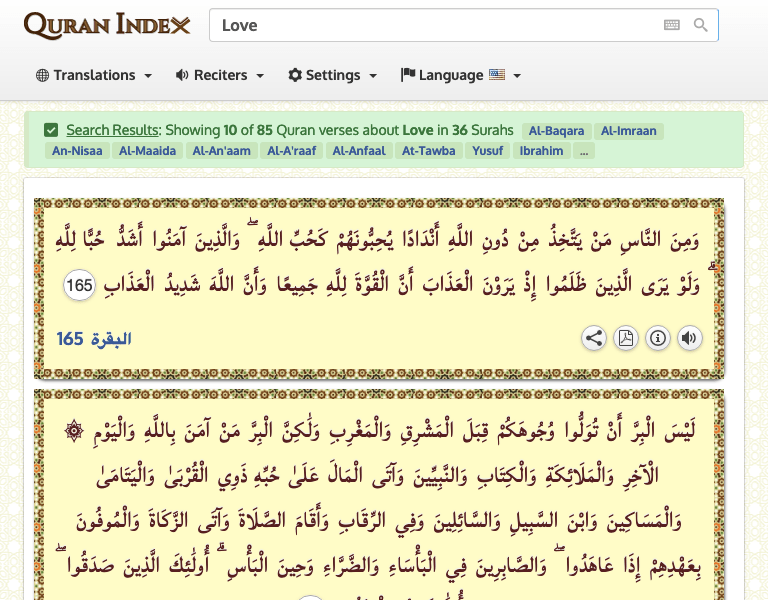 QURAN INDEX
Love
Translations
Reciters
Settings
Language
Search Results: Showing 10 of 85 Quran verses about Love in 36 Surahs Al-Baqara Al-Imraan
An-Nisaa Al-Maaida Al-An'aam Al-A'raaf Al-Anfaal At-Tawba Yusuf Ibrahim ...
وَمِنَ النَّاسِ مَنْ يَتَّخِذُ مِنْ دُونِ اللَّهِ أَنْدَادًا يُحِبُّونَهُمْ كَحُبِّ اللَّهِ ۖ وَالَّذِينَ آمَنُوا أَشَدُّ حُبًّا لِلَّهِ
ۗ وَلَوْ يَرَى الَّذِينَ ظَلَمُوا إِذْ يَرَوْنَ الْعَذَابَ أَنَّ الْقُوَّةَ لِلَّهِ جَمِيعًا وَأَنَّ اللَّهَ شَدِيدُ الْعَذَابِ 165
البقرة 165
لَيْسَ الْبِرَّ أَنْ تُوَلُّوا وُجُوهَكُمْ قِبَلَ الْمَشْرِقِ وَالْمَغْرِبِ وَلَٰكِنَّ الْبِرَّ مَنْ آمَنَ بِاللَّهِ وَالْيَوْمِ ۞
الْآخِرِ وَالْمَلَائِكَةِ وَالْكِتَابِ وَالنَّبِيِّينَ وَآتَى الْمَالَ عَلَىٰ حُبِّهِ ذَوِي الْقُرْبَىٰ وَالْيَتَامَىٰ
وَالْمَسَاكِينَ وَابْنَ السَّبِيلِ وَالسَّائِلِينَ وَفِي الرِّقَابِ وَأَقَامَ الصَّلَاةَ وَآتَى الزَّكَاةَ وَالْمُوفُونَ
بِعَهْدِهِمْ إِذَا عَاهَدُوا ۖ وَالصَّابِرِينَ فِي الْبَأْسَاءِ وَالضَّرَّاءِ وَحِينَ الْبَأْسِ ۗ أُولَٰئِكَ الَّذِينَ صَدَقُوا ۖ